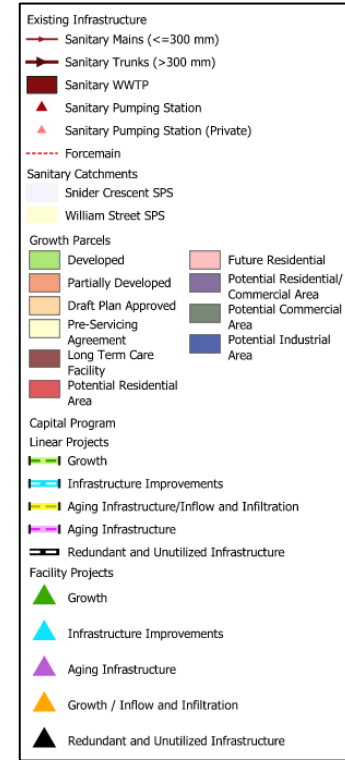 Existing Infrastructure
Sanitary Mains (<=300 mm)
Sanitary Trunks (>300 mm)
Sanitary WWTP
Sanitary Pumping Station
Sanitary Pumping Station (Private)
Forcemain
Sanitary Catchments
Snider Crescent SPS
William Street SPS
Growth Parcels
Developed
Partially Developed
Draft Plan Approved
Pre-Servicing
Agreement
Long Term Care
Facility
Potential Residential
Area
Future Residential
Potential Residential/
Commercial Area
Potential Commercial
Area
Potential Industrial
Area
Capital Program
Linear Projects
Growth
Infrastructure Improvements
Aging Infrastructure/Inflow and Infiltration
Aging Infrastructure
Redundant and Unutilized Infrastructure
Facility Projects
Growth
Infrastructure Improvements
Aging Infrastructure
Growth / Inflow and Infiltration
Redundant and Unutilized Infrastructure